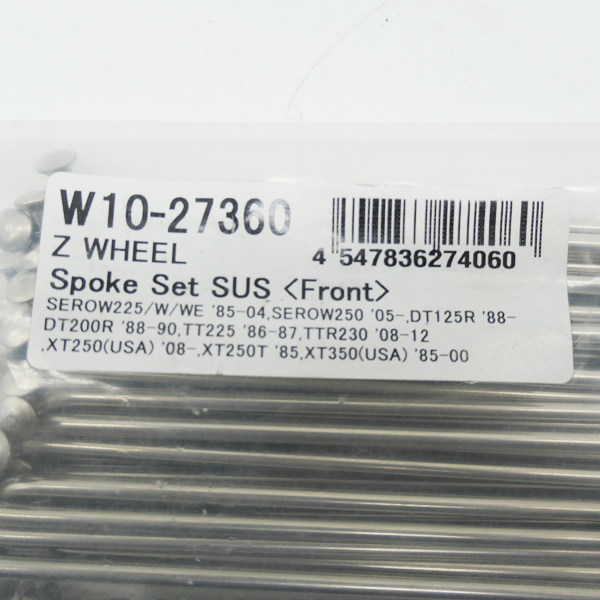 W10-27360
Z WHEEL
4 547836 274060
Spoke Set SUS <Front>
SEROW225/W/WE '85-04,SEROW250 '05-,DT125R '88-
DT200R '88-90,TT225 '86-87,TTR230 '08-12
,XT250(USA) '08-,XT250T '85,XT350(USA) '85-00